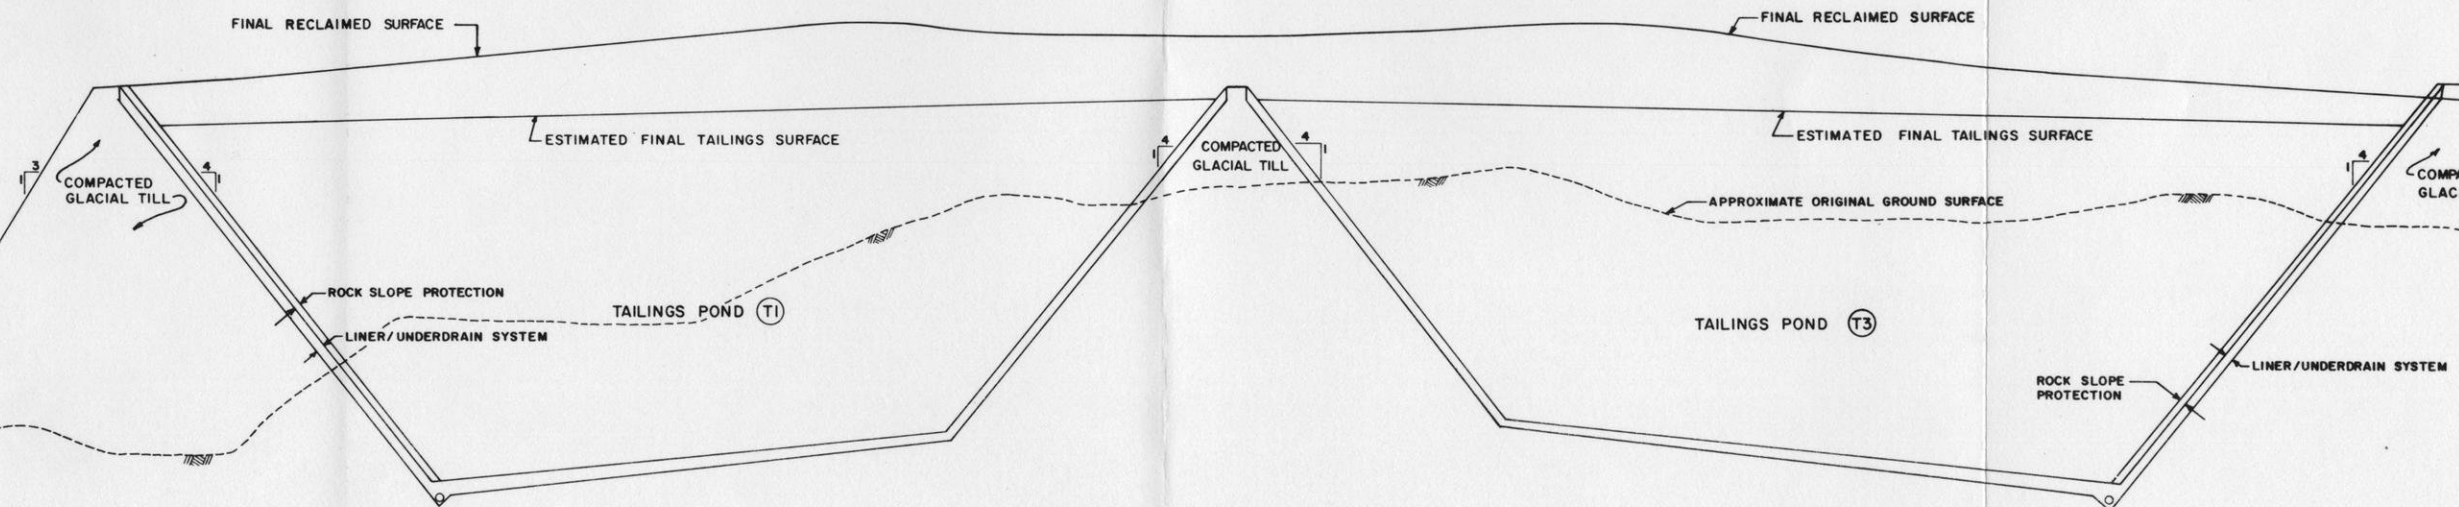 FINAL RECLAIMED SURFACE
FINAL RECLAIMED SURFACE
ESTIMATED FINAL TAILINGS SURFACE
ESTIMATED FINAL TAILINGS SURFACE
3
1
COMPACTED
GLACIAL TILL
4
1
4
1
COMPACTED
GLACIAL TILL
4
1
4
1
COMPA
GLAC
APPROXIMATE ORIGINAL GROUND SURFACE
ROCK SLOPE PROTECTION
LINER/UNDERDRAIN SYSTEM
TAILINGS POND T1
TAILINGS POND T3
LINER/UNDERDRAIN SYSTEM
ROCK SLOPE
PROTECTION